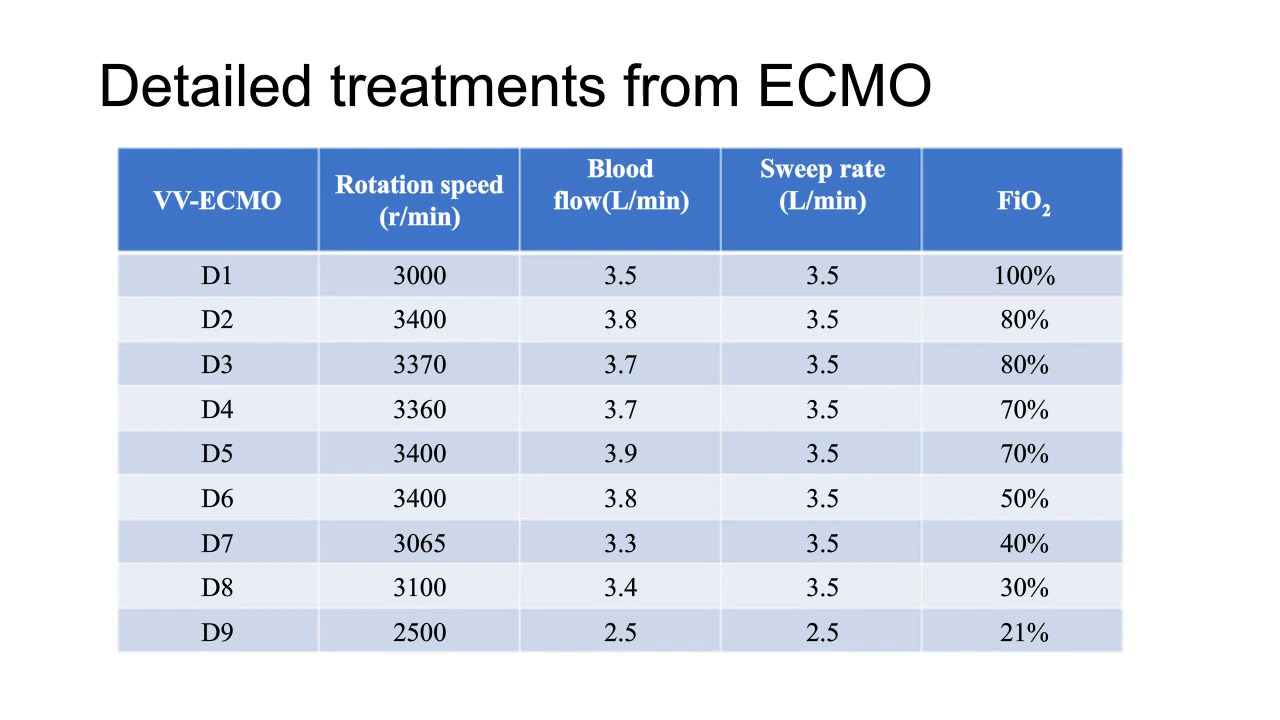 Detailed treatments from ECMO
VV-ECMO
Rotation speed
(r/min)
Blood
flow(L/min)
Sweep rate
(L/min)
FiO₂
D1 3000 3.5 3.5 100%
D2 3400 3.8 3.5 80%
D3 3370 3.7 3.5 80%
D4 3360 3.7 3.5 70%
D5 3400 3.9 3.5 70%
D6 3400 3.8 3.5 50%
D7 3065 3.3 3.5 40%
D8 3100 3.4 3.5 30%
D9 2500 2.5 2.5 21%